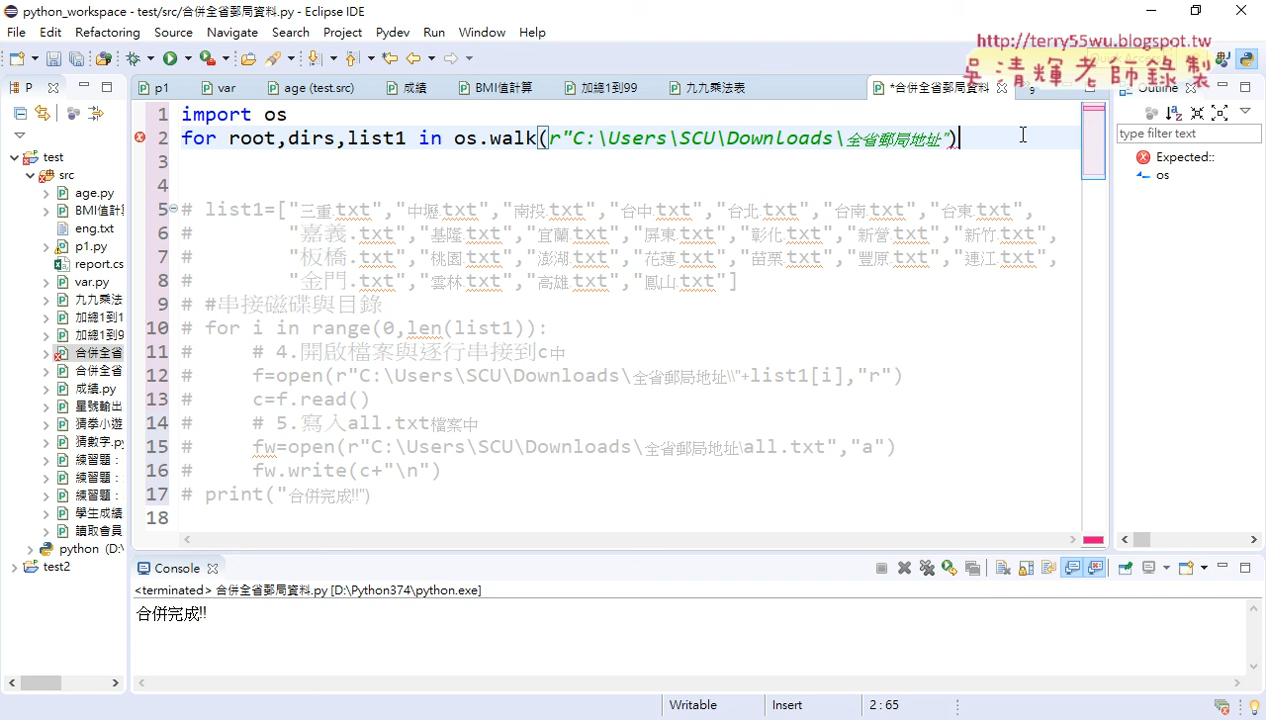 python_workspace - test/src/合併全省郵局資料.py - Eclipse IDE
File Edit Refactoring Source Navigate Search Project Pydev Run Window Help
http://terry55wu.blogspot.tw
吳清輝老師錄製
P
p1 var age (test.src) 成績 BMI值計算 加總1到99 九九乘法表 *合併全省郵局資料
Outline
type filter text
Expected::
os
test
src
age.py
BMI值計
eng.txt
p1.py
report.cs
var.py
九九乘法
加總1到1
加總1到9
合併全省
合併全省
成績.py
星號輸出
猜拳小遊
猜數字.py
練習題：
練習題：
練習題：
學生成績
讀取會員
python (D:\
test2
1 import os
2 for root,dirs,list1 in os.walk(r"C:\Users\SCU\Downloads\全省郵局地址")
3
4
5 # list1=["三重.txt","中壢.txt","南投.txt","台中.txt","台北.txt","台南.txt","台東.txt",
6 #        "嘉義.txt","基隆.txt","宜蘭.txt","屏東.txt","彰化.txt","新營.txt","新竹.txt",
7 #        "板橋.txt","桃園.txt","澎湖.txt","花蓮.txt","苗栗.txt","豐原.txt","連江.txt",
8 #        "金門.txt","雲林.txt","高雄.txt","鳳山.txt"]
9 # #串接磁碟與目錄
10 # for i in range(0,len(list1)):
11 #     # 4.開啟檔案與逐行串接到c中
12 #     f=open(r"C:\Users\SCU\Downloads\全省郵局地址\\"+list1[i],"r")
13 #     c=f.read()
14 #     # 5.寫入all.txt檔案中
15 #     fw=open(r"C:\Users\SCU\Downloads\全省郵局地址\all.txt","a")
16 #     fw.write(c+"\n")
17 # print("合併完成!!")
18
Console
<terminated> 合併全省郵局資料.py [D:\Python374\python.exe]
合併完成!!
Writable Insert 2 : 65